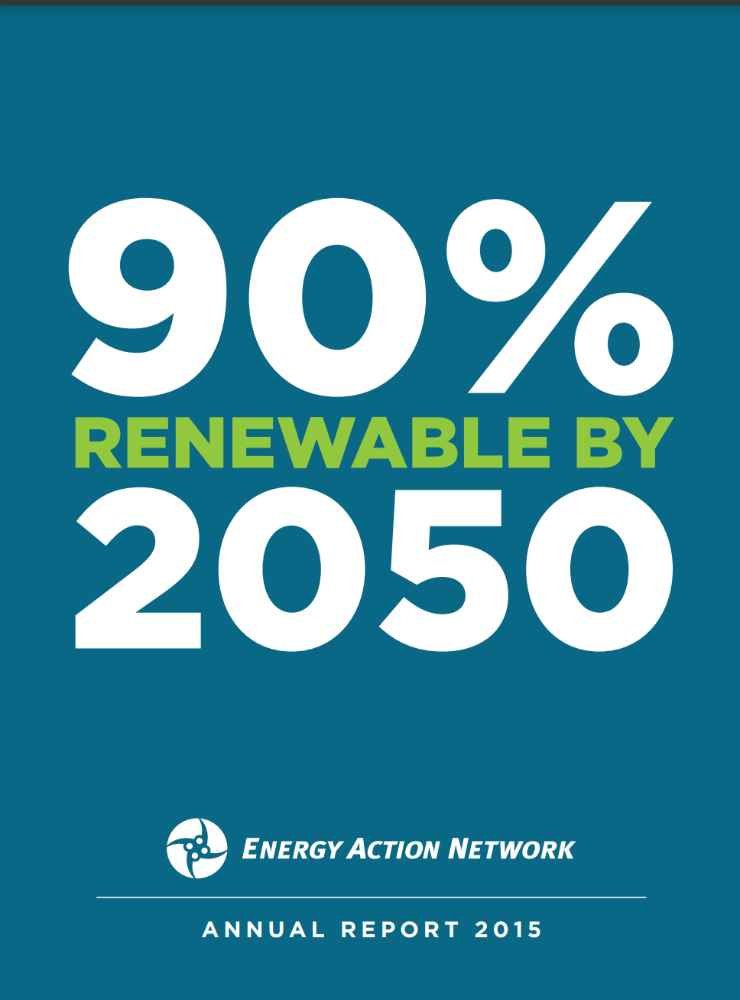 90%
RENEWABLE BY
2050
ENERGY ACTION NETWORK
ANNUAL REPORT 2015